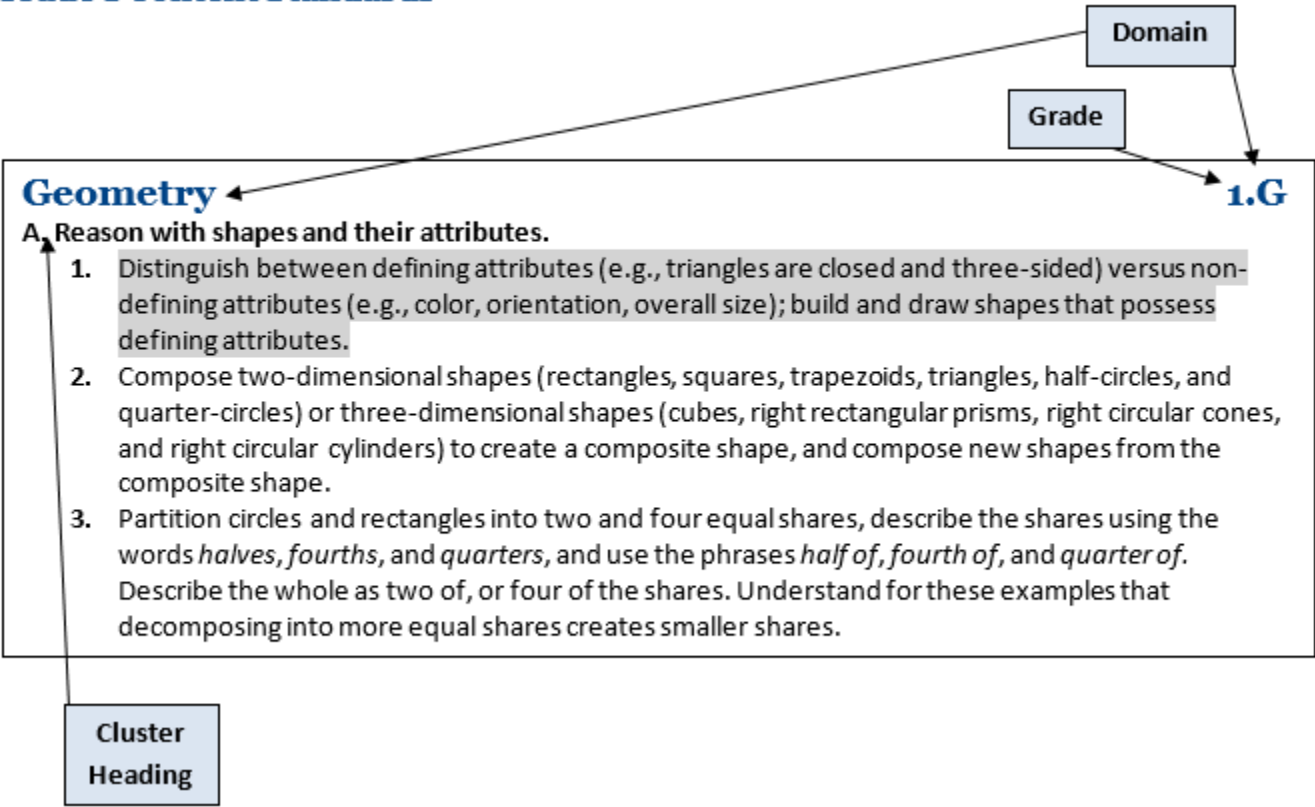 Domain
Grade
Geometry 1.G
A. Reason with shapes and their attributes.
1. Distinguish between defining attributes (e.g., triangles are closed and three-sided) versus non-
defining attributes (e.g., color, orientation, overall size); build and draw shapes that possess
defining attributes.
2. Compose two-dimensional shapes (rectangles, squares, trapezoids, triangles, half-circles, and
quarter-circles) or three-dimensional shapes (cubes, right rectangular prisms, right circular cones,
and right circular cylinders) to create a composite shape, and compose new shapes from the
composite shape.
3. Partition circles and rectangles into two and four equal shares, describe the shares using the
words halves, fourths, and quarters, and use the phrases half of, fourth of, and quarter of.
Describe the whole as two of, or four of the shares. Understand for these examples that
decomposing into more equal shares creates smaller shares.
Cluster
Heading